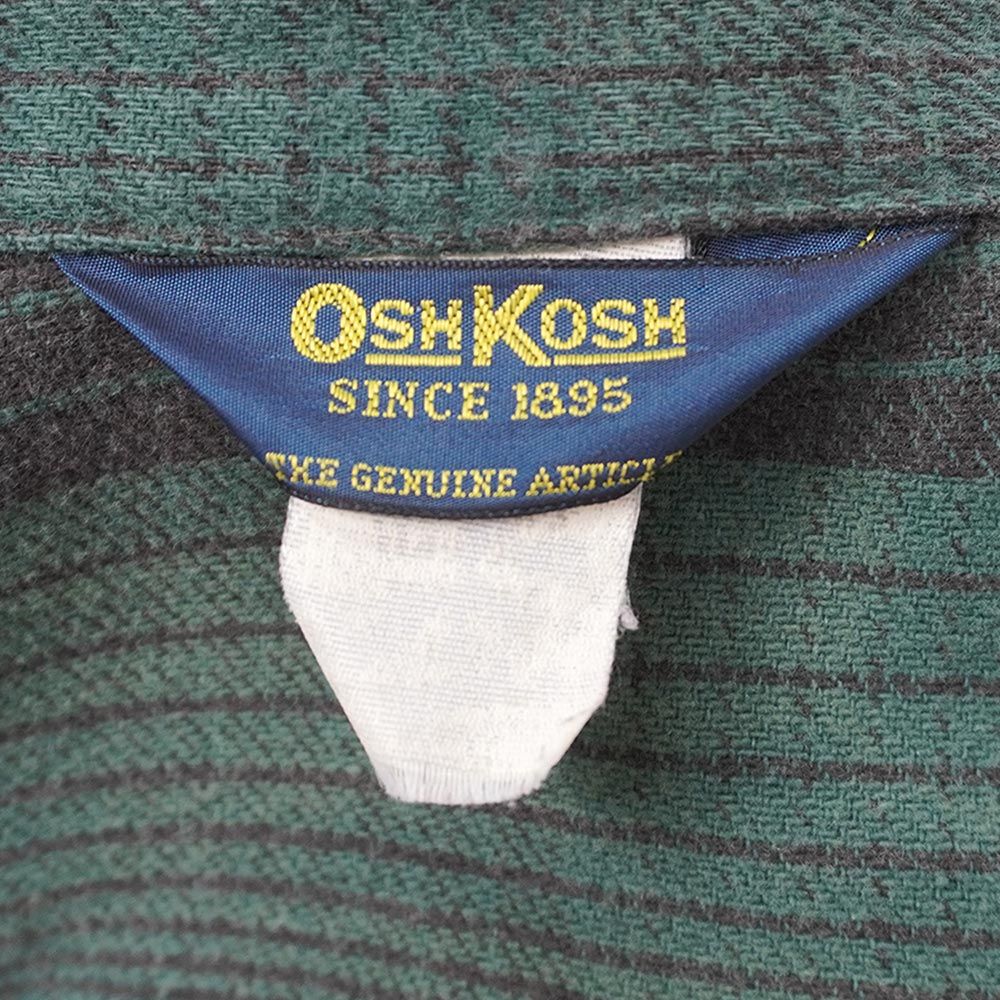 OSHKOSH
SINCE 1895
THE GENUINE ARTICLE